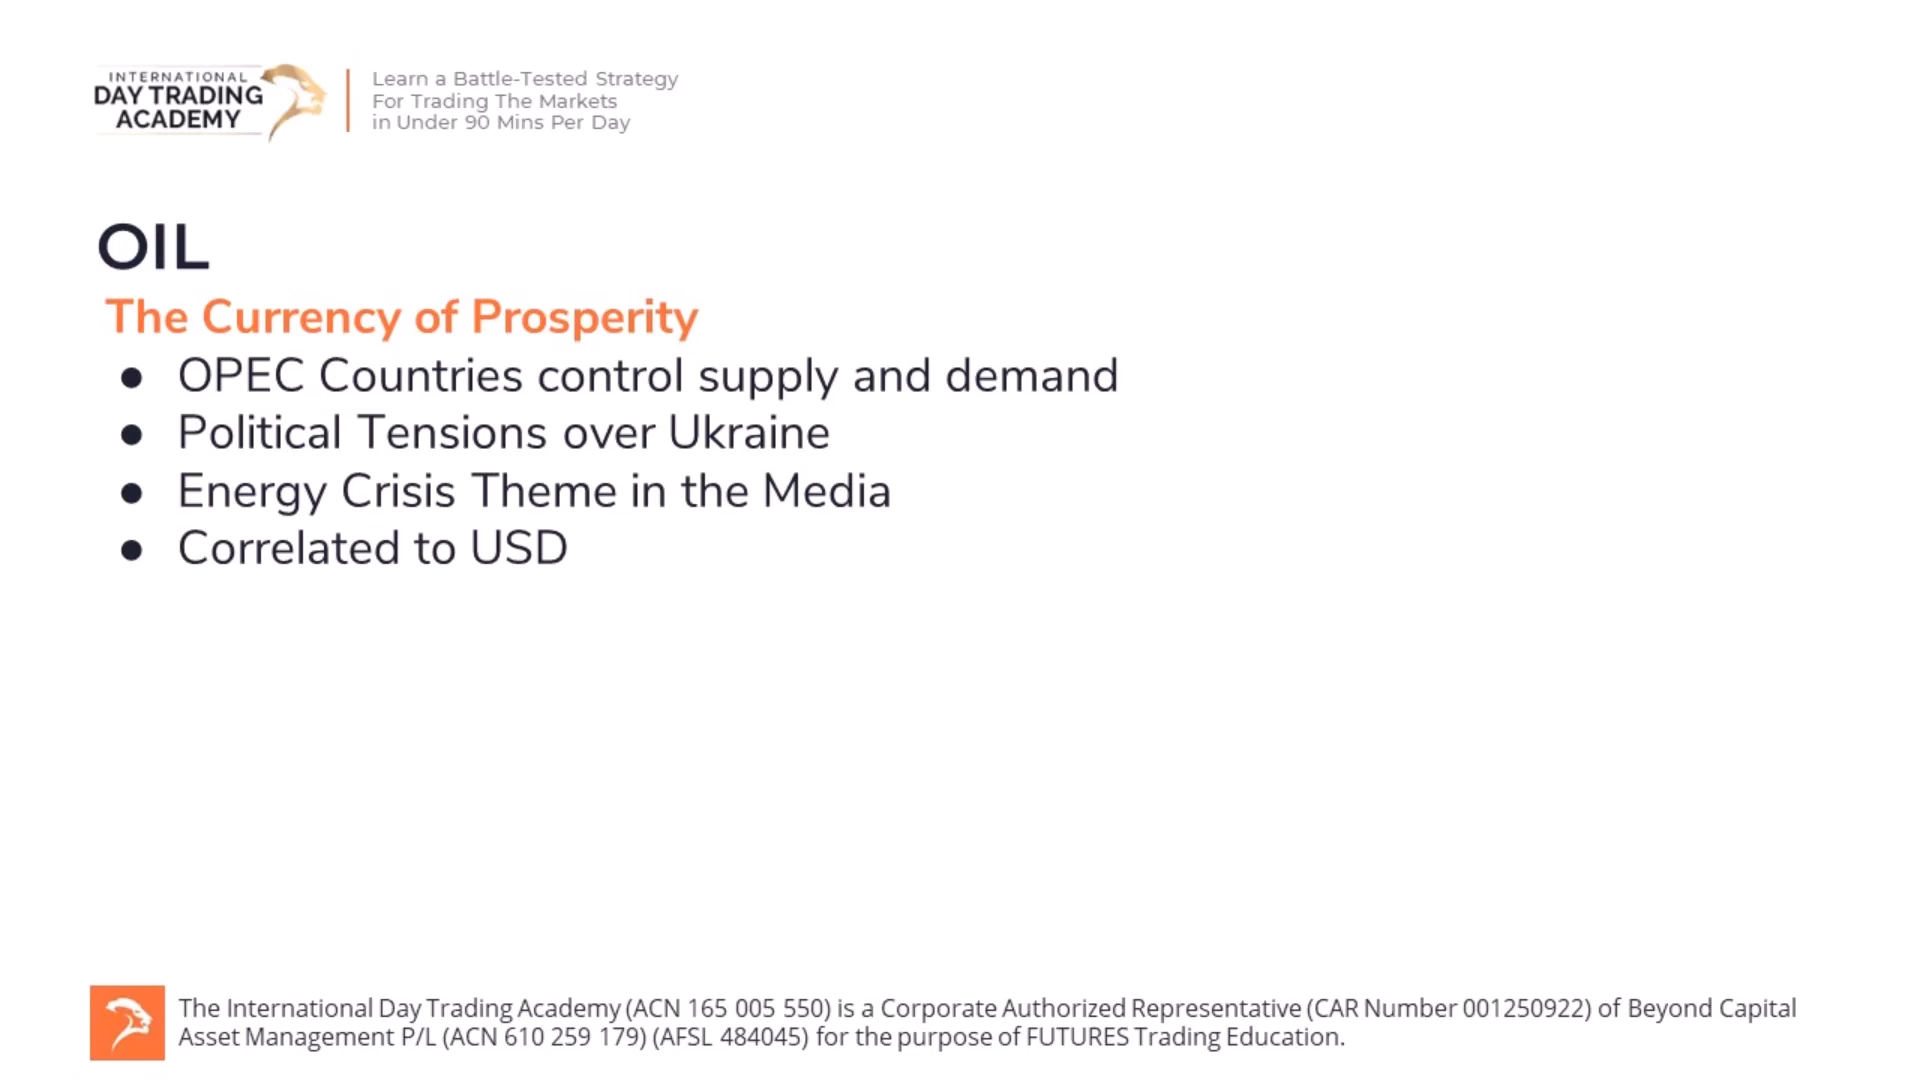 INTERNATIONAL
DAY TRADING
ACADEMY
Learn a Battle-Tested Strategy
For Trading The Markets
in Under 90 Mins Per Day
OIL
The Currency of Prosperity
● OPEC Countries control supply and demand
● Political Tensions over Ukraine
● Energy Crisis Theme in the Media
● Correlated to USD
The International Day Trading Academy (ACN 165 005 550) is a Corporate Authorized Representative (CAR Number 001250922) of Beyond Capital
Asset Management P/L (ACN 610 259 179) (AFSL 484045) for the purpose of FUTURES Trading Education.